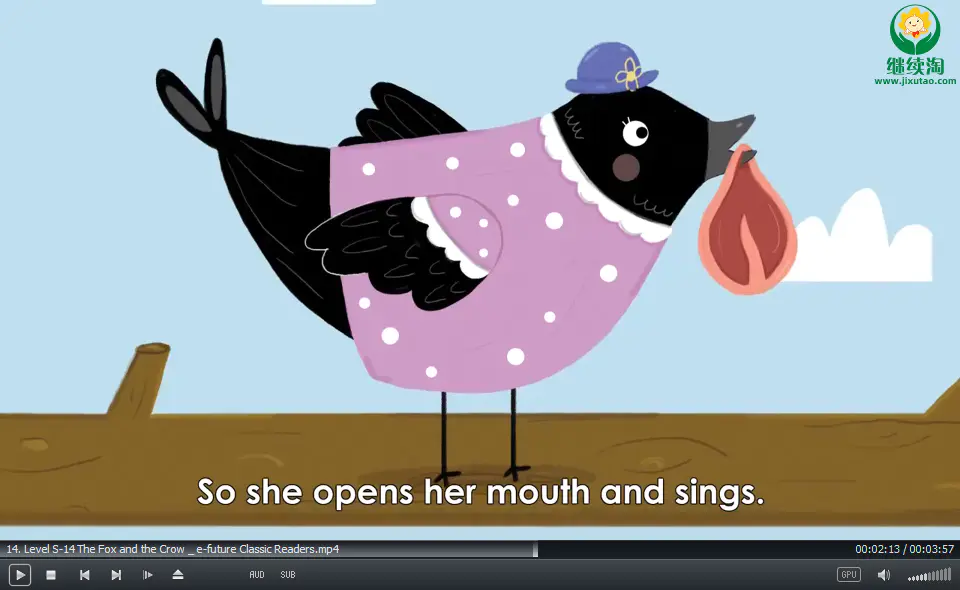 继续淘
www.jixutao.com
So she opens her mouth and sings.
14. Level S-14 The Fox and the Crow _ e-future Classic Readers.mp4
00:02:13 / 00:03:57
AUD SUB
GPU